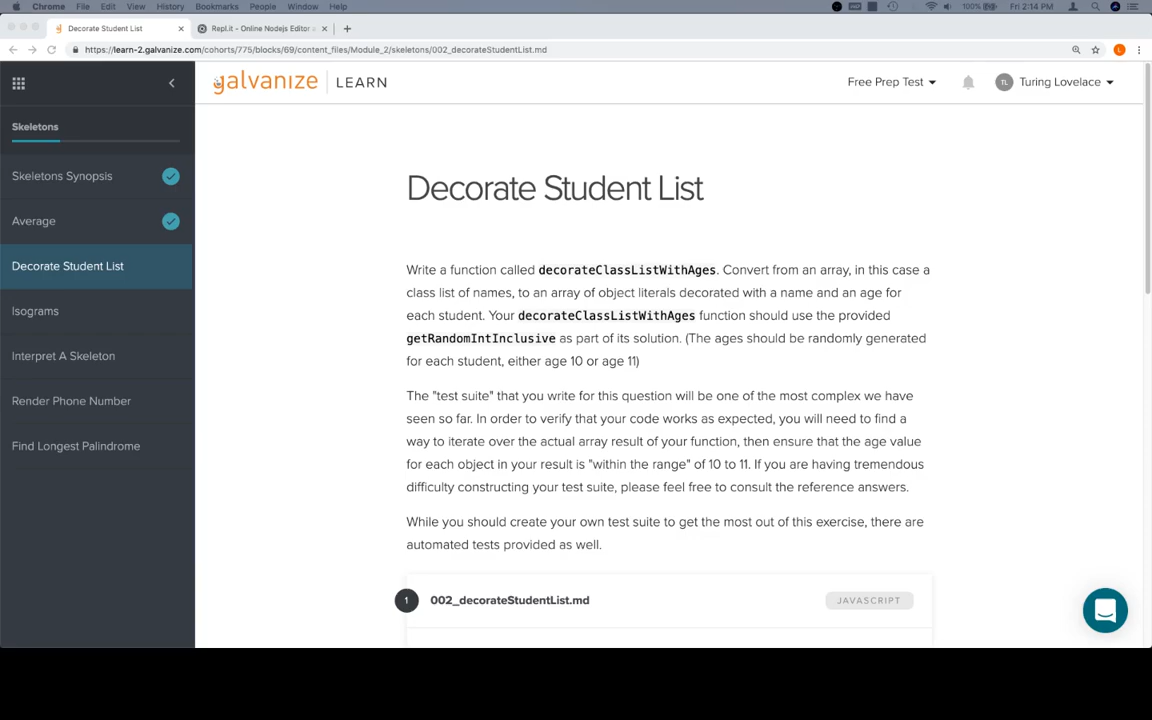 Chrome File Edit View History Bookmarks People Window Help 100% Fri 2:14 PM
Decorate Student List × Repl.it - Online Nodejs Editor × +
https://learn-2.galvanize.com/cohorts/775/blocks/69/content_files/Module_2/skeletons/002_decorateStudentList.md L
galvanize LEARN Free Prep Test TL Turing Lovelace
Skeletons
Skeletons Synopsis
Average
Decorate Student List
Isograms
Interpret A Skeleton
Render Phone Number
Find Longest Palindrome
Decorate Student List
Write a function called decorateClassListWithAges. Convert from an array, in this case a
class list of names, to an array of object literals decorated with a name and an age for
each student. Your decorateClassListWithAges function should use the provided
getRandomIntInclusive as part of its solution. (The ages should be randomly generated
for each student, either age 10 or age 11)
The "test suite" that you write for this question will be one of the most complex we have
seen so far. In order to verify that your code works as expected, you will need to find a
way to iterate over the actual array result of your function, then ensure that the age value
for each object in your result is "within the range" of 10 to 11. If you are having tremendous
difficulty constructing your test suite, please feel free to consult the reference answers.
While you should create your own test suite to get the most out of this exercise, there are
automated tests provided as well.
1 002_decorateStudentList.md JAVASCRIPT